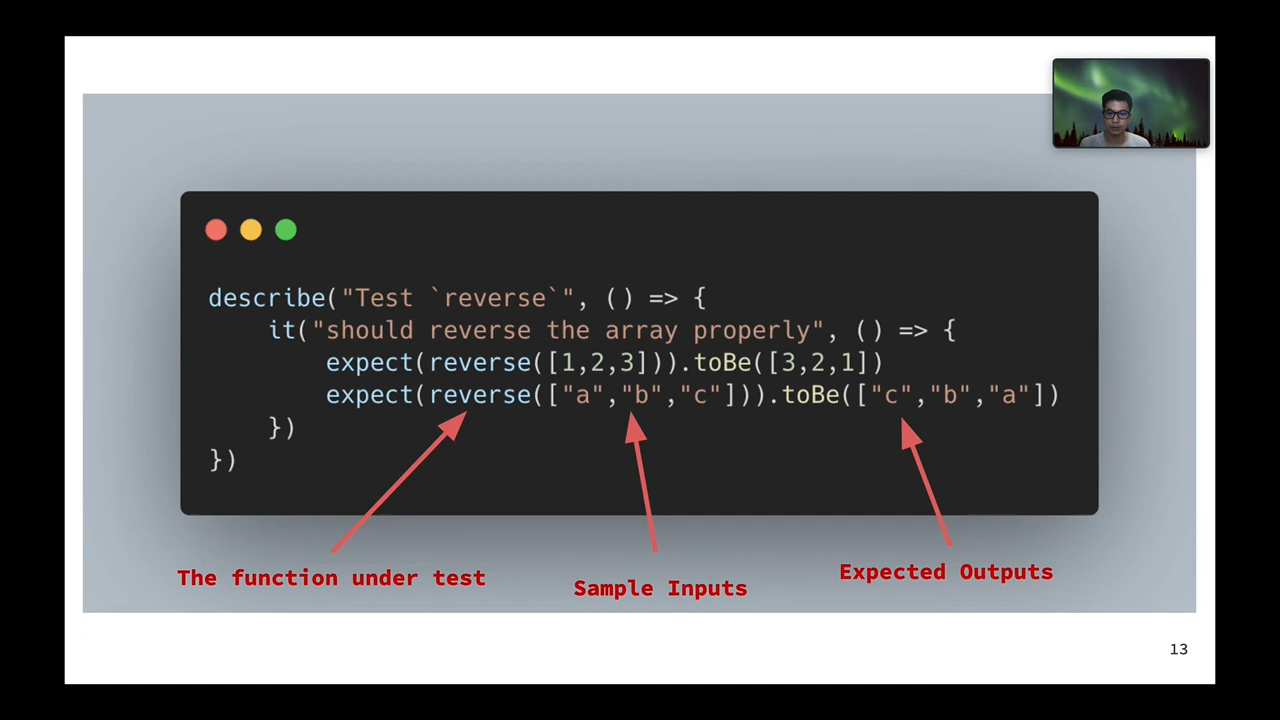 describe("Test `reverse`", () => {
    it("should reverse the array properly", () => {
        expect(reverse([1,2,3])).toBe([3,2,1])
        expect(reverse(["a","b","c"])).toBe(["c","b","a"])
    })
})
The function under test
Sample Inputs
Expected Outputs
13